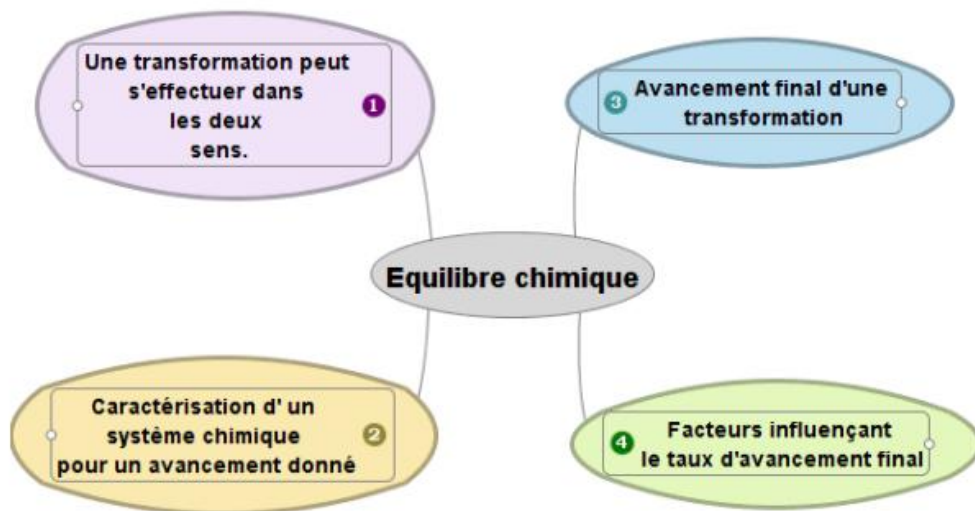 Une transformation peut
s'effectuer dans
les deux
sens.
1
3
Avancement final d'une
transformation
Equilibre chimique
Caractérisation d' un
système chimique
pour un avancement donné
2
4
Facteurs influençant
le taux d'avancement final